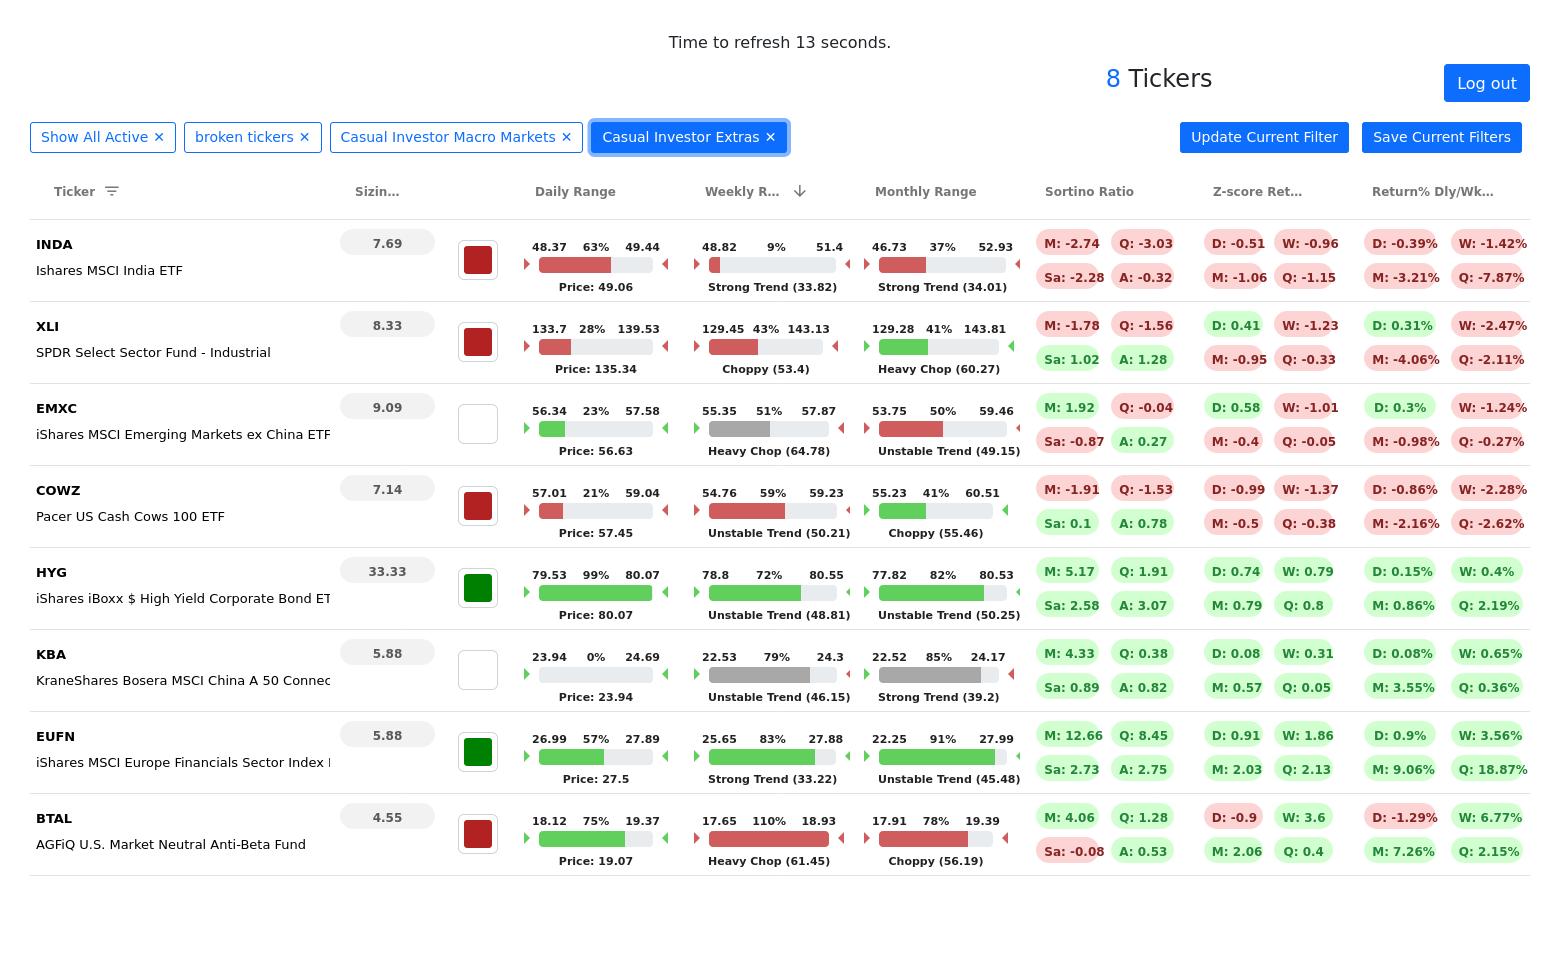 Time to refresh 13 seconds.
8 Tickers
Log out
Show All Active ✕ broken tickers ✕ Casual Investor Macro Markets ✕ Casual Investor Extras ✕ Update Current Filter Save Current Filters
Ticker Sizin… Daily Range Weekly R… Monthly Range Sortino Ratio Z-score Ret… Return% Dly/Wk…
INDA 7.69 48.37 63% 49.44 48.82 9% 51.4 46.73 37% 52.93 M: -2.74 Q: -3.03 D: -0.51 W: -0.96 D: -0.39% W: -1.42%
Ishares MSCI India ETF Sa: -2.28 A: -0.32 M: -1.06 Q: -1.15 M: -3.21% Q: -7.87%
Price: 49.06 Strong Trend (33.82) Strong Trend (34.01)
XLI 8.33 133.7 28% 139.53 129.45 43% 143.13 129.28 41% 143.81 M: -1.78 Q: -1.56 D: 0.41 W: -1.23 D: 0.31% W: -2.47%
SPDR Select Sector Fund - Industrial Sa: 1.02 A: 1.28 M: -0.95 Q: -0.33 M: -4.06% Q: -2.11%
Price: 135.34 Choppy (53.4) Heavy Chop (60.27)
EMXC 9.09 56.34 23% 57.58 55.35 51% 57.87 53.75 50% 59.46 M: 1.92 Q: -0.04 D: 0.58 W: -1.01 D: 0.3% W: -1.24%
iShares MSCI Emerging Markets ex China ETF Sa: -0.87 A: 0.27 M: -0.4 Q: -0.05 M: -0.98% Q: -0.27%
Price: 56.63 Heavy Chop (64.78) Unstable Trend (49.15)
COWZ 7.14 57.01 21% 59.04 54.76 59% 59.23 55.23 41% 60.51 M: -1.91 Q: -1.53 D: -0.99 W: -1.37 D: -0.86% W: -2.28%
Pacer US Cash Cows 100 ETF Sa: 0.1 A: 0.78 M: -0.5 Q: -0.38 M: -2.16% Q: -2.62%
Price: 57.45 Unstable Trend (50.21) Choppy (55.46)
HYG 33.33 79.53 99% 80.07 78.8 72% 80.55 77.82 82% 80.53 M: 5.17 Q: 1.91 D: 0.74 W: 0.79 D: 0.15% W: 0.4%
iShares iBoxx $ High Yield Corporate Bond ET Sa: 2.58 A: 3.07 M: 0.79 Q: 0.8 M: 0.86% Q: 2.19%
Price: 80.07 Unstable Trend (48.81) Unstable Trend (50.25)
KBA 5.88 23.94 0% 24.69 22.53 79% 24.3 22.52 85% 24.17 M: 4.33 Q: 0.38 D: 0.08 W: 0.31 D: 0.08% W: 0.65%
KraneShares Bosera MSCI China A 50 Connec Sa: 0.89 A: 0.82 M: 0.57 Q: 0.05 M: 3.55% Q: 0.36%
Price: 23.94 Unstable Trend (46.15) Strong Trend (39.2)
EUFN 5.88 26.99 57% 27.89 25.65 83% 27.88 22.25 91% 27.99 M: 12.66 Q: 8.45 D: 0.91 W: 1.86 D: 0.9% W: 3.56%
iShares MSCI Europe Financials Sector Index Sa: 2.73 A: 2.75 M: 2.03 Q: 2.13 M: 9.06% Q: 18.87%
Price: 27.5 Strong Trend (33.22) Unstable Trend (45.48)
BTAL 4.55 18.12 75% 19.37 17.65 110% 18.93 17.91 78% 19.39 M: 4.06 Q: 1.28 D: -0.9 W: 3.6 D: -1.29% W: 6.77%
AGFiQ U.S. Market Neutral Anti-Beta Fund Sa: -0.08 A: 0.53 M: 2.06 Q: 0.4 M: 7.26% Q: 2.15%
Price: 19.07 Heavy Chop (61.45) Choppy (56.19)